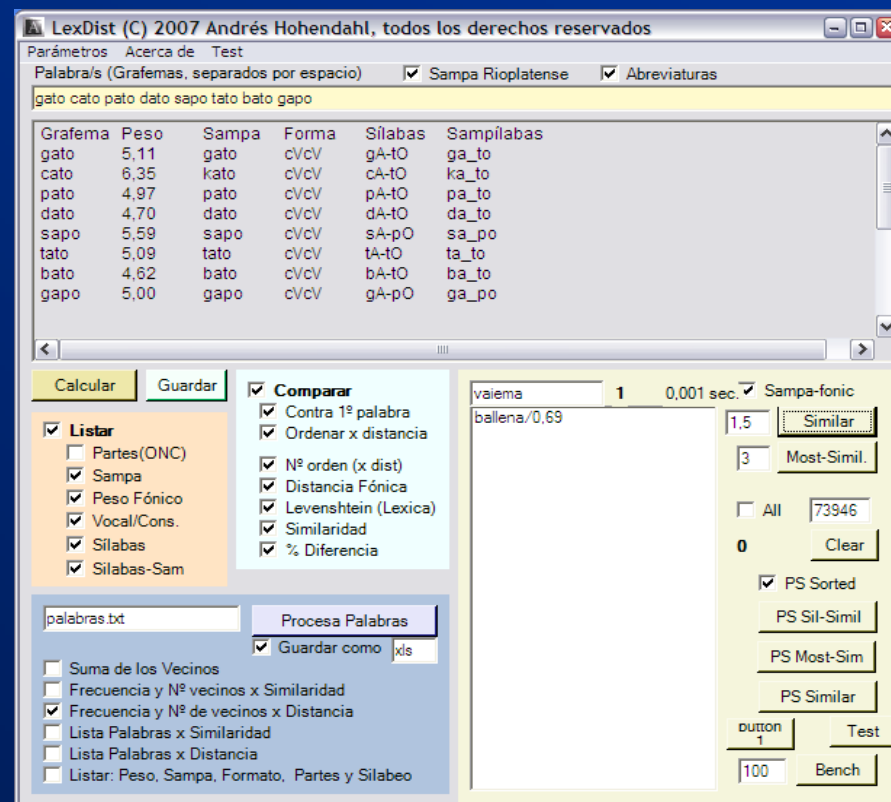 LexDist (C) 2007 Andrés Hohendahl, todos los derechos reservados
Parámetros Acerca de Test
Palabra/s (Grafemas, separados por espacio) Sampa Rioplatense Abreviaturas
gato cato pato dato sapo tato bato gapo
Grafema Peso Sampa Forma Sílabas Sampílabas
gato 5,11 gato cVcV gA-tO ga_to
cato 6,35 kato cVcV cA-tO ka_to
pato 4,97 pato cVcV pA-tO pa_to
dato 4,70 dato cVcV dA-tO da_to
sapo 5,59 sapo cVcV sA-pO sa_po
tato 5,09 tato cVcV tA-tO ta_to
bato 4,62 bato cVcV bA-tO ba_to
gapo 5,00 gapo cVcV gA-pO ga_po
Calcular Guardar
Listar
Partes(ONC)
Sampa
Peso Fónico
Vocal/Cons.
Sílabas
Silabas-Sam
Comparar
Contra 1º palabra
Ordenar x distancia
Nº orden (x dist)
Distancia Fónica
Levenshtein (Lexica)
Similaridad
% Diferencia
palabras.txt Procesa Palabras
Guardar como xls
Suma de los Vecinos
Frecuencia y Nº vecinos x Similaridad
Frecuencia y Nº de vecinos x Distancia
Lista Palabras x Similaridad
Lista Palabras x Distancia
Listar: Peso, Sampa, Formato, Partes y Silabeo
vaiema 1 0,001 sec. Sampa-fonic
ballena/0,69
1,5 Similar
3 Most-Simil.
All 73946
0 Clear
PS Sorted
PS Sil-Simil
PS Most-Sim
PS Similar
button
1
Test
100 Bench